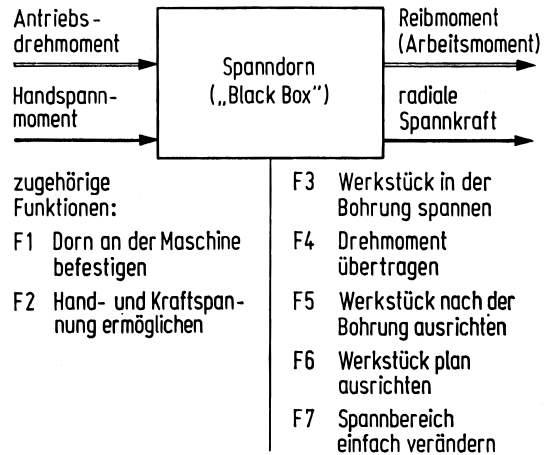 Antriebs-
drehmoment
Handspann-
moment
Spanndorn
(„Black Box“)
Reibmoment
(Arbeitsmoment)
radiale
Spannkraft
zugehörige
Funktionen:
F1 Dorn an der Maschine
befestigen
F2 Hand- und Kraftspan-
nung ermöglichen
F3 Werkstück in der
Bohrung spannen
F4 Drehmoment
übertragen
F5 Werkstück nach der
Bohrung ausrichten
F6 Werkstück plan
ausrichten
F7 Spannbereich
einfach verändern